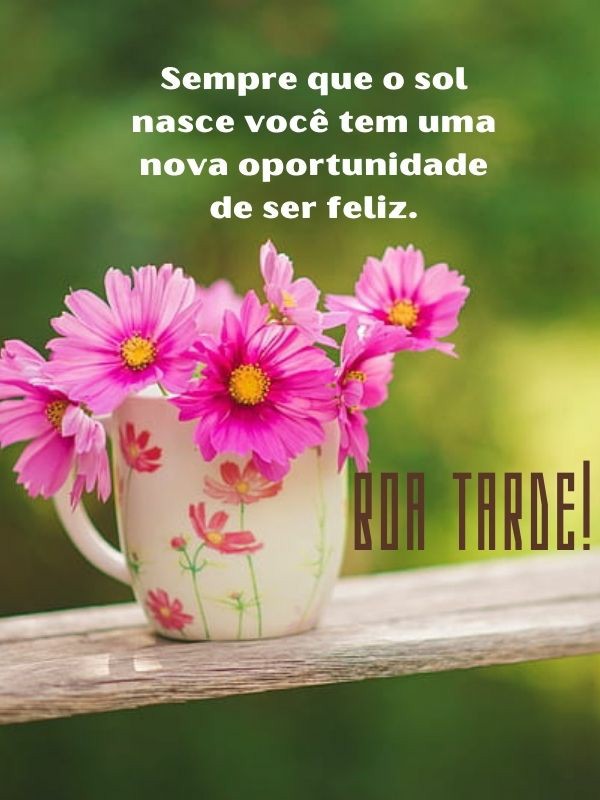 Sempre que o sol
nasce você tem uma
nova oportunidade
de ser feliz.
BOA TARDE!